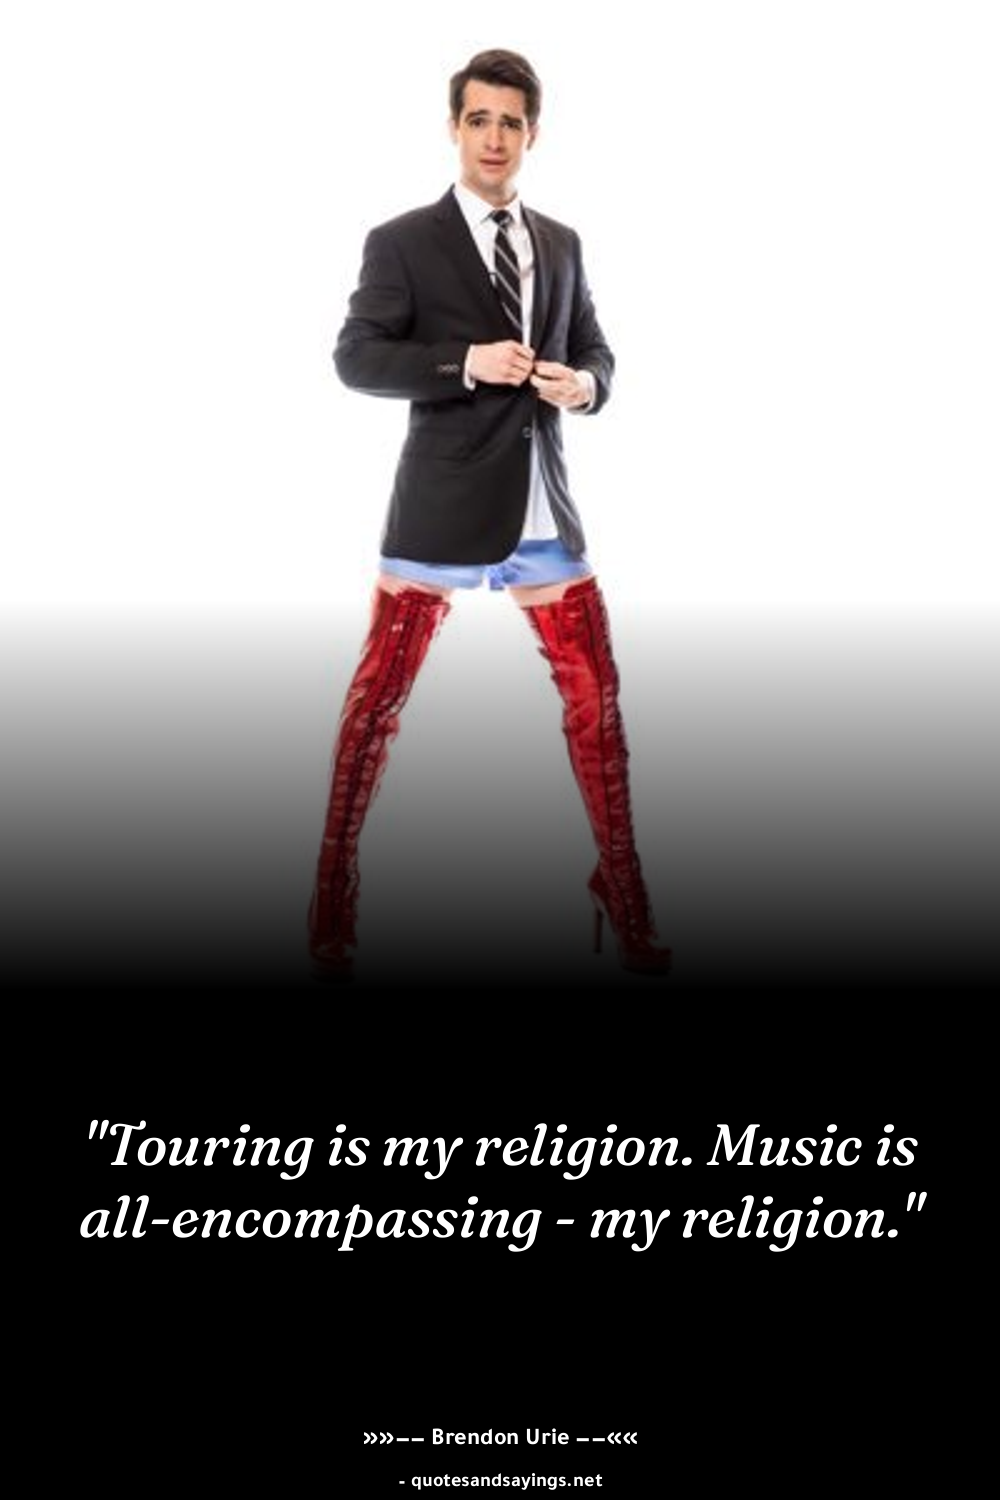 "Touring is my religion. Music is
all-encompassing - my religion."
»»−− Brendon Urie −−««
- quotesandsayings.net